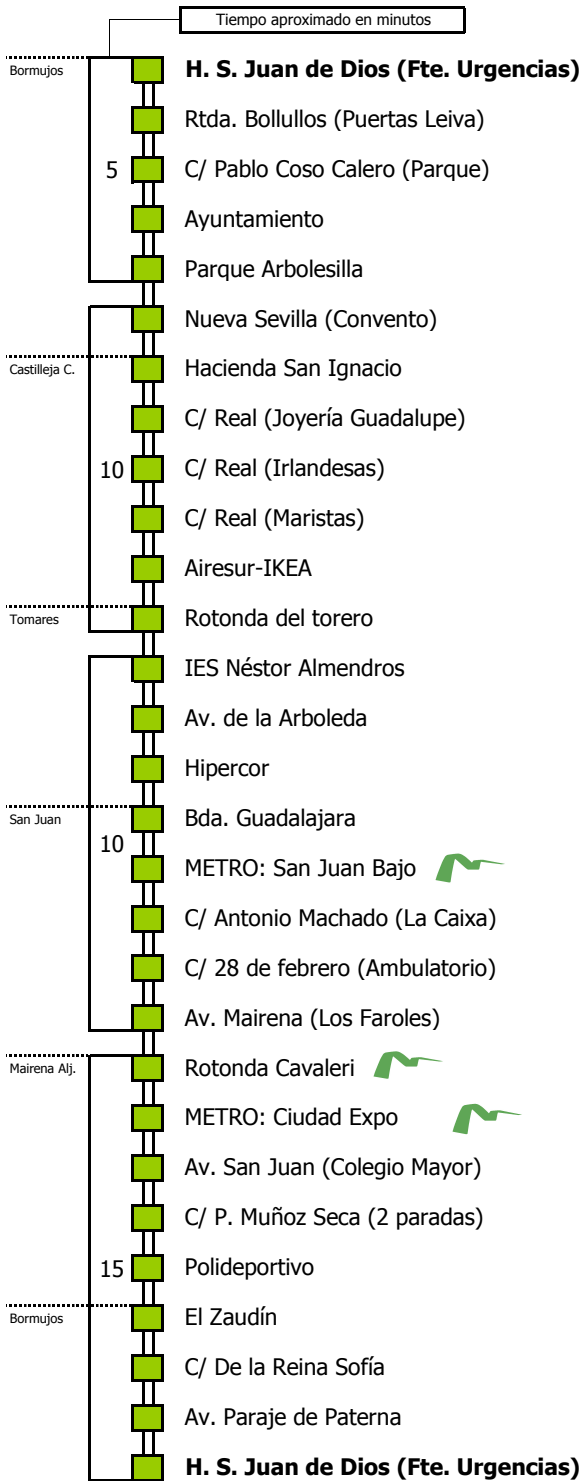 Tiempo aproximado en minutos
Bormujos
H. S. Juan de Dios (Fte. Urgencias)
Rtda. Bollullos (Puertas Leiva)
5
C/ Pablo Coso Calero (Parque)
Ayuntamiento
Parque Arbolesilla
Nueva Sevilla (Convento)
Castilleja C.
Hacienda San Ignacio
C/ Real (Joyería Guadalupe)
10
C/ Real (Irlandesas)
C/ Real (Maristas)
Airesur-IKEA
Tomares
Rotonda del torero
IES Néstor Almendros
Av. de la Arboleda
Hipercor
San Juan
Bda. Guadalajara
10
METRO: San Juan Bajo
C/ Antonio Machado (La Caixa)
C/ 28 de febrero (Ambulatorio)
Av. Mairena (Los Faroles)
Mairena Alj.
Rotonda Cavaleri
METRO: Ciudad Expo
Av. San Juan (Colegio Mayor)
C/ P. Muñoz Seca (2 paradas)
15
Polideportivo
Bormujos
El Zaudín
C/ De la Reina Sofía
Av. Paraje de Paterna
H. S. Juan de Dios (Fte. Urgencias)